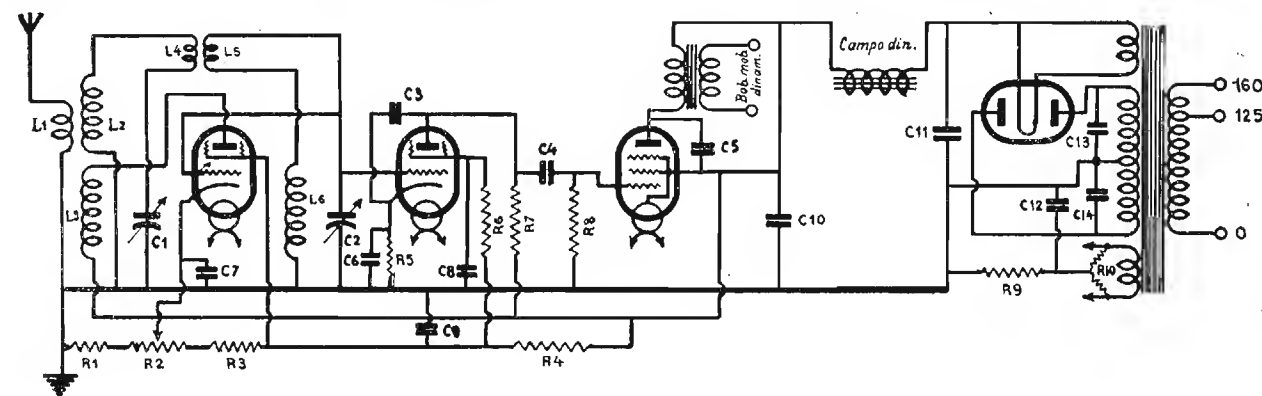 L1
L2
L3
L4
L5
C1
C7
R1
R2
R3
L6
C2
C3
C6
R5
C8
C9
R6
R7
C4
R8
R4
C5
Bob. mob.
dinam.
C10
Campo din.
C11
C12
C13
C14
R9
R10
160
125
0